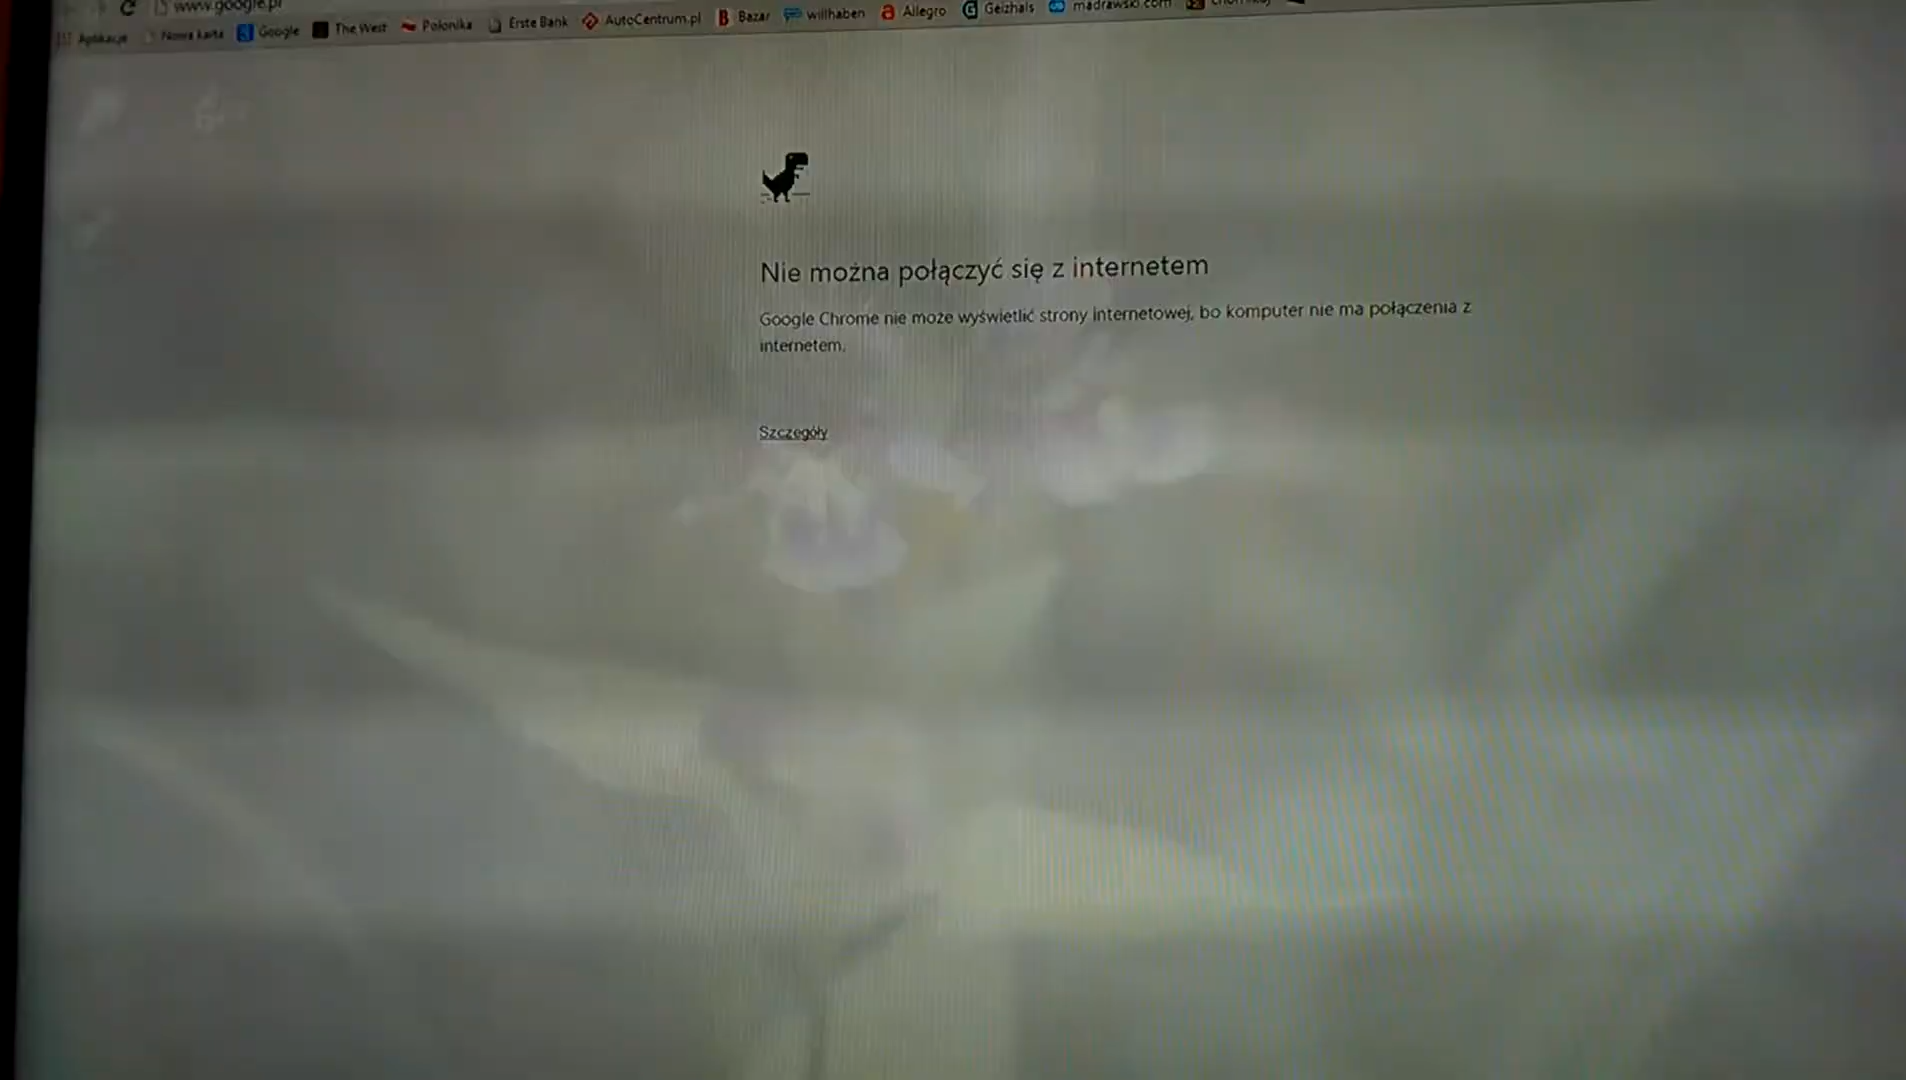 www.google.pl
Aplikacje Nowa karta Google The West Polonika Erste Bank AutoCentrum.pl Bazar willhaben Allegro Geizhals madrawski.com
Nie można połączyć się z internetem
Google Chrome nie może wyświetlić strony internetowej, bo komputer nie ma połączenia z
internetem.
Szczegóły